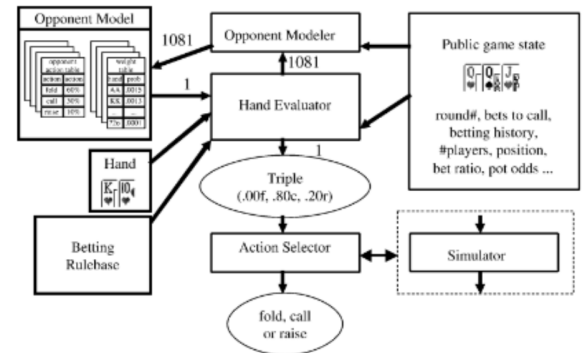 Opponent Model
opponent
action table
action action
fold 60%
call 30%
raise 10%
weight
table
hand prob
AA .0015
KK .0013
... ...
.0001
1081
Opponent Modeler
1081
1
Hand Evaluator
Public game state
Q Q J
round#, bets to call,
betting history,
#players, position,
bet ratio, pot odds ...
Hand
K 10
1
Triple
(.00f, .80c, .20r)
Betting
Rulebase
Action Selector
Simulator
fold, call
or raise